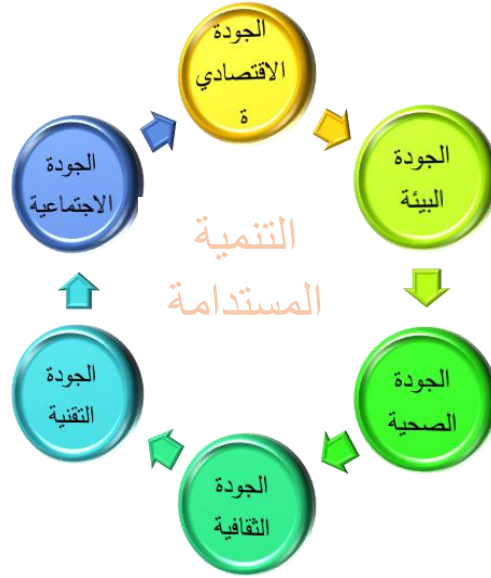 الجودة
الاقتصادي
ة
الجودة
البيئة
الجودة
الصحية
الجودة
الثقافية
الجودة
التقنية
الجودة
الاجتماعية
التنمية
المستدامة